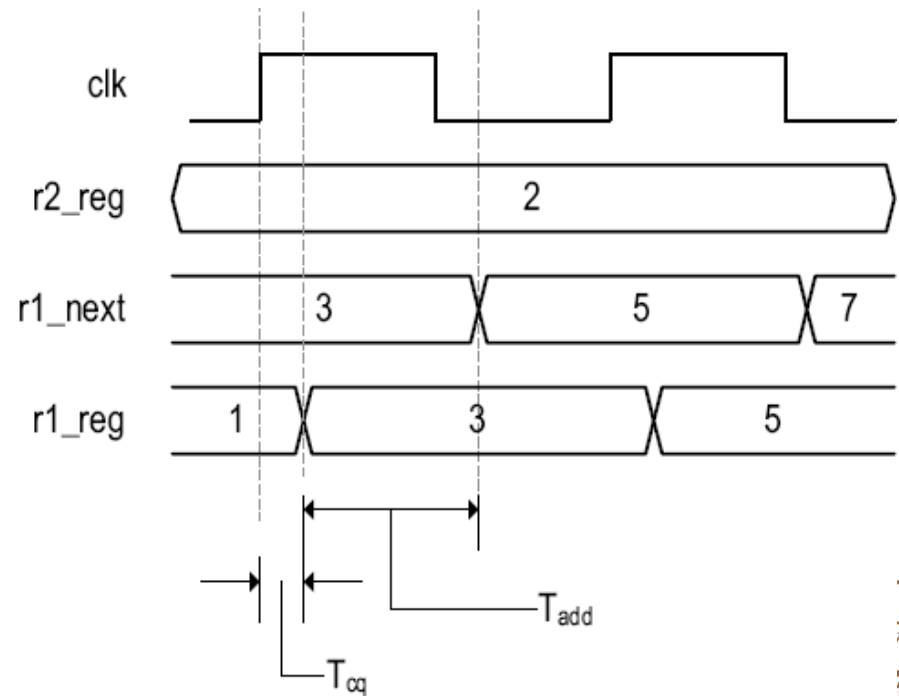 clk
r2_reg 2
r1_next 3 5 7
r1_reg 1 3 5
Tadd
Tcq